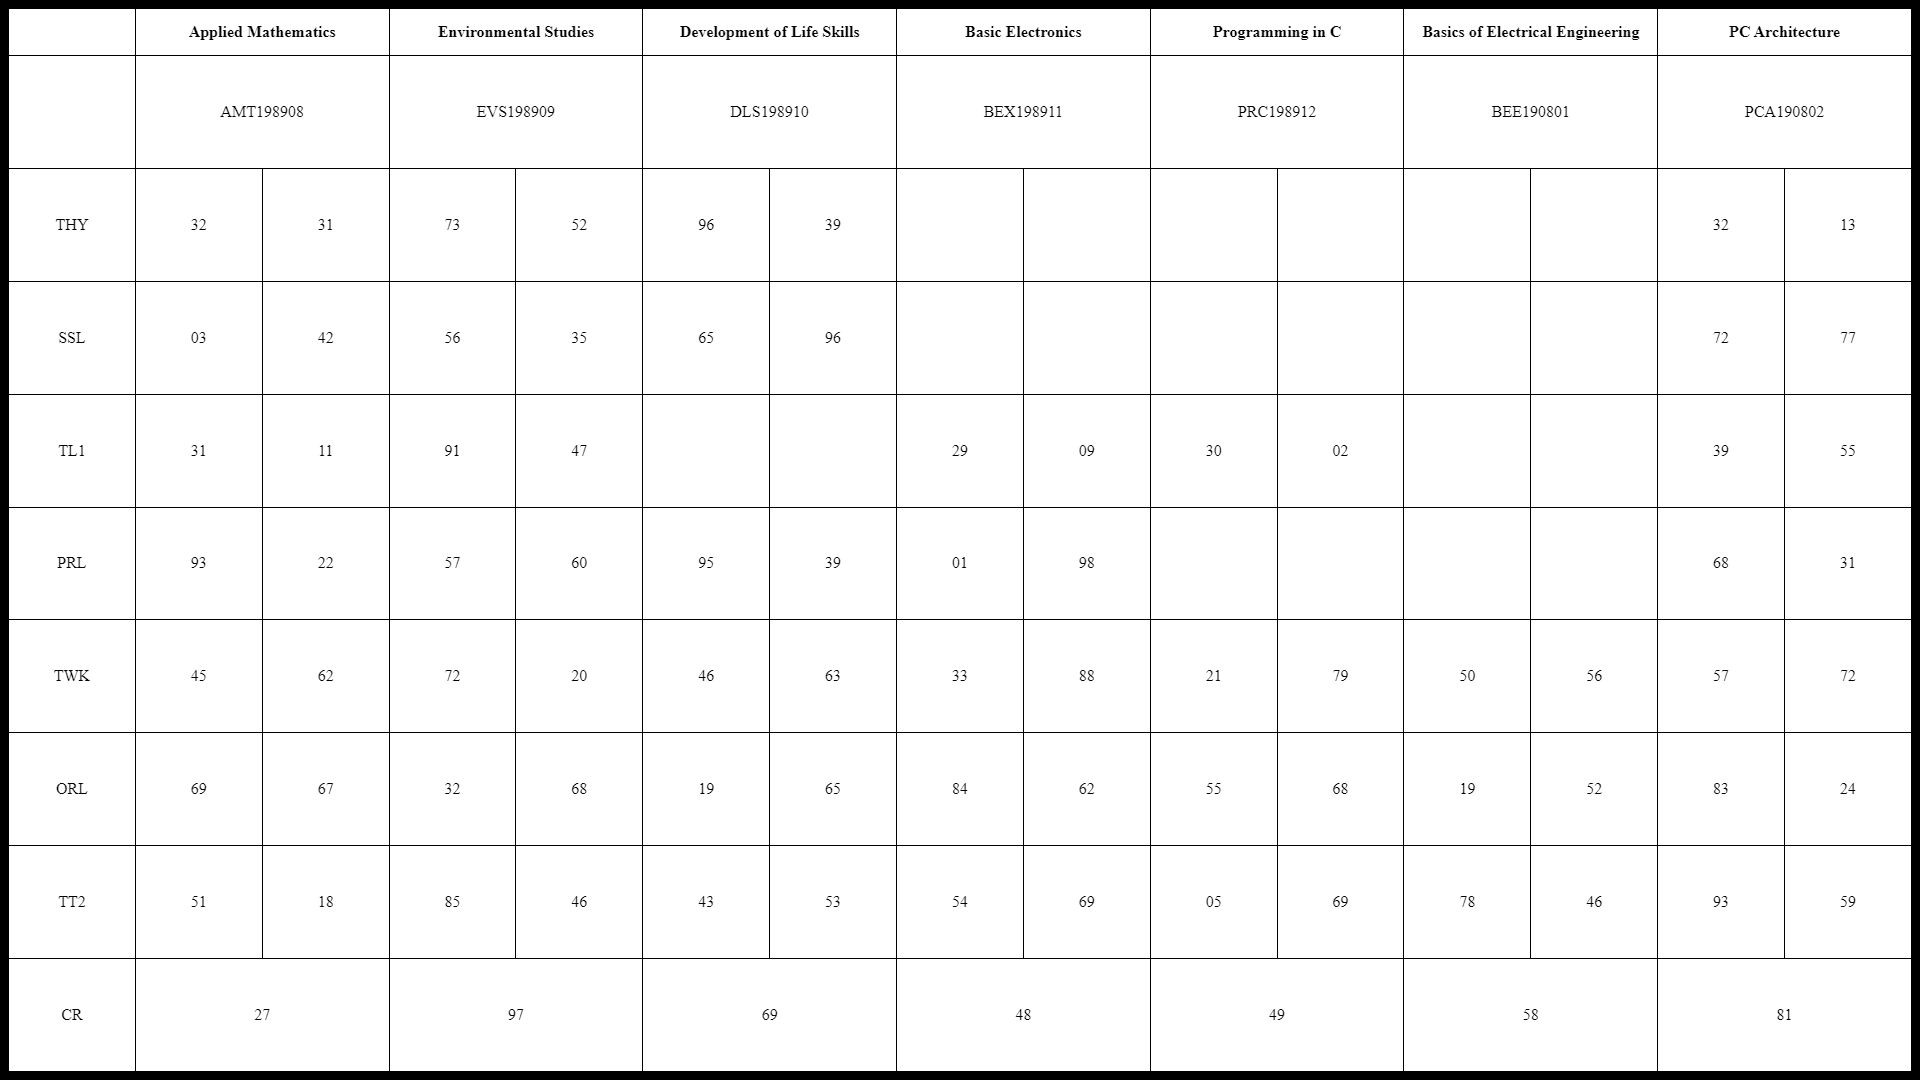 Applied Mathematics Environmental Studies Development of Life Skills Basic Electronics Programming in C Basics of Electrical Engineering PC Architecture
AMT198908 EVS198909 DLS198910 BEX198911 PRC198912 BEE190801 PCA190802
THY 32 31 73 52 96 39 32 13
SSL 03 42 56 35 65 96 72 77
TL1 31 11 91 47 29 09 30 02 39 55
PRL 93 22 57 60 95 39 01 98 68 31
TWK 45 62 72 20 46 63 33 88 21 79 50 56 57 72
ORL 69 67 32 68 19 65 84 62 55 68 19 52 83 24
TT2 51 18 85 46 43 53 54 69 05 69 78 46 93 59
CR 27 97 69 48 49 58 81